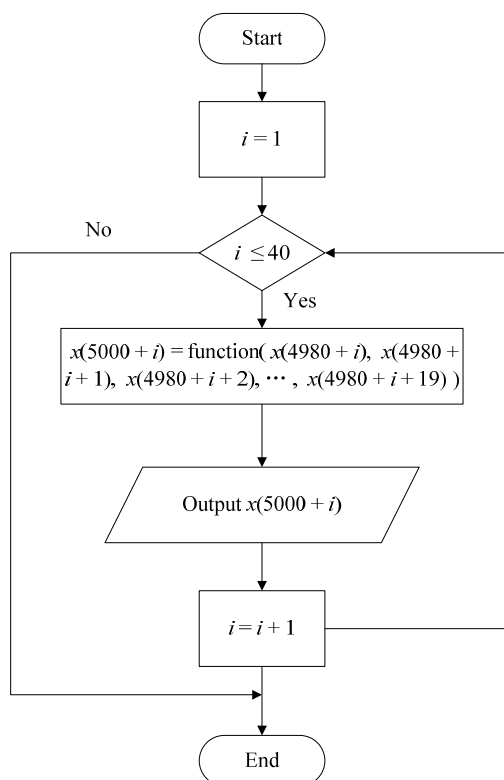 Start
i = 1
No
i ≤ 40
Yes
x(5000 + i) = function( x(4980 + i), x(4980 +
i + 1), x(4980 + i + 2), ⋯ , x(4980 + i + 19) )
Output x(5000 + i)
i = i + 1
End